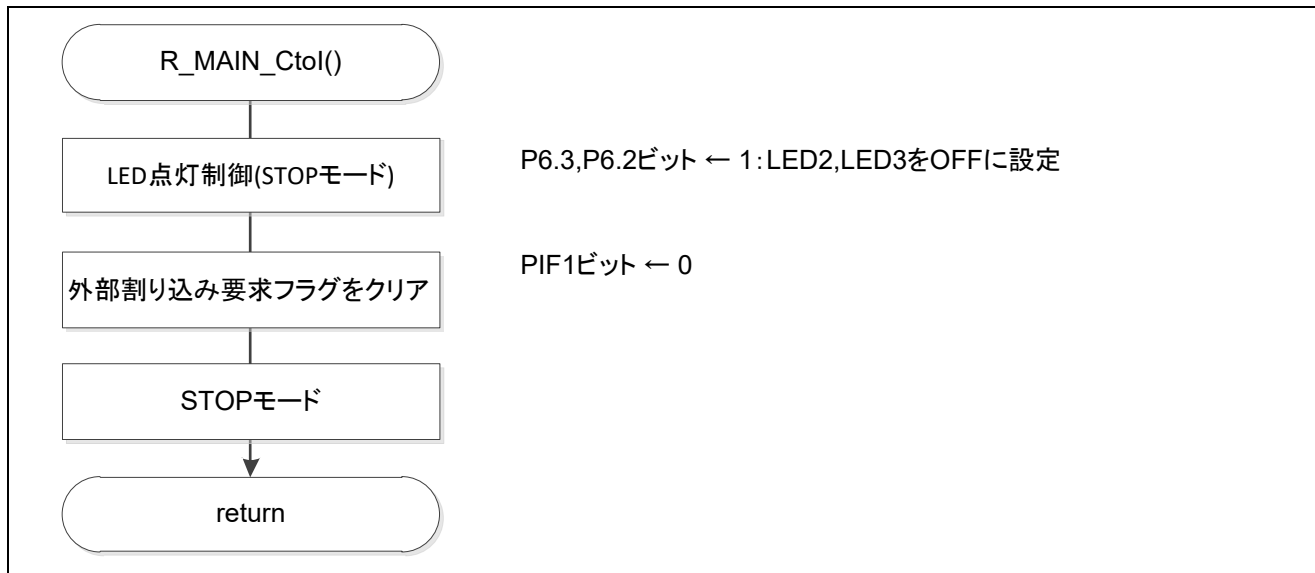 R_MAIN_CtoI()
LED点灯制御(STOPモード)
P6.3,P6.2ビット ← 1:LED2,LED3をOFFに設定
外部割り込み要求フラグをクリア
PIF1ビット ← 0
STOPモード
return